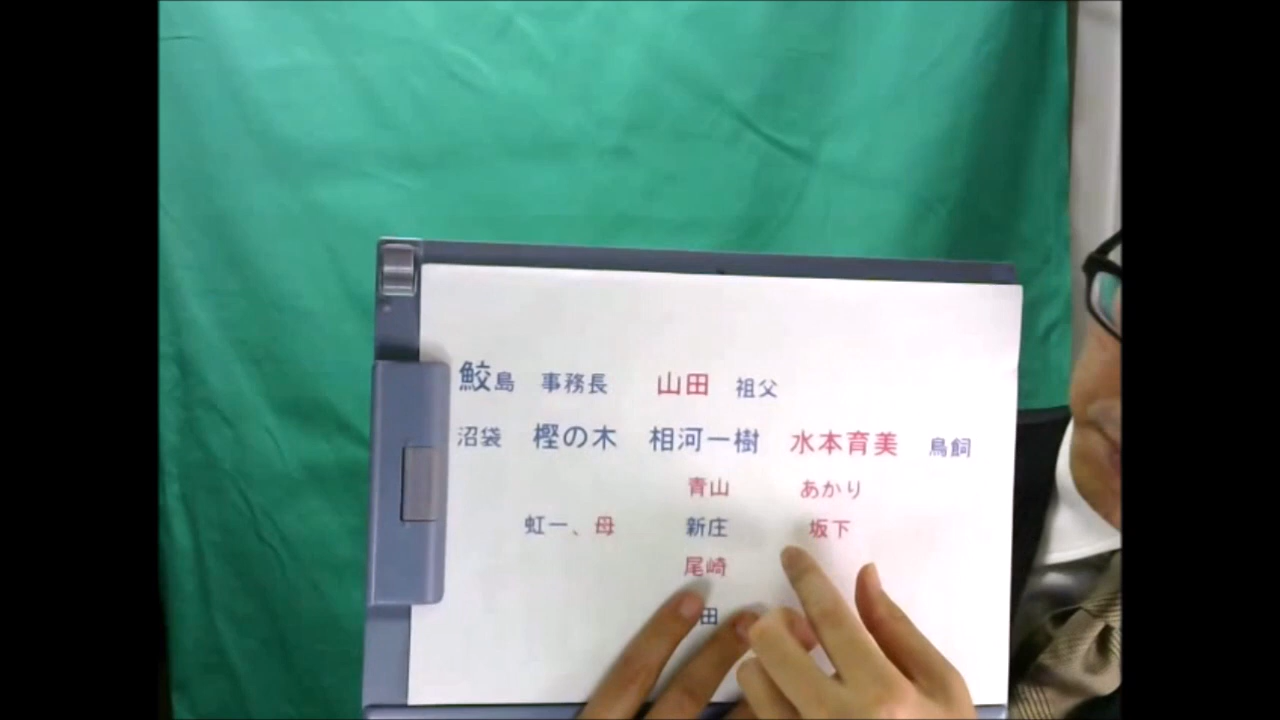 鮫島 事務長 山田 祖父
沼袋 樫の木 相河一樹 水本育美 鳥飼
青山 あかり
虹一、母 新庄 坂下
尾崎
田